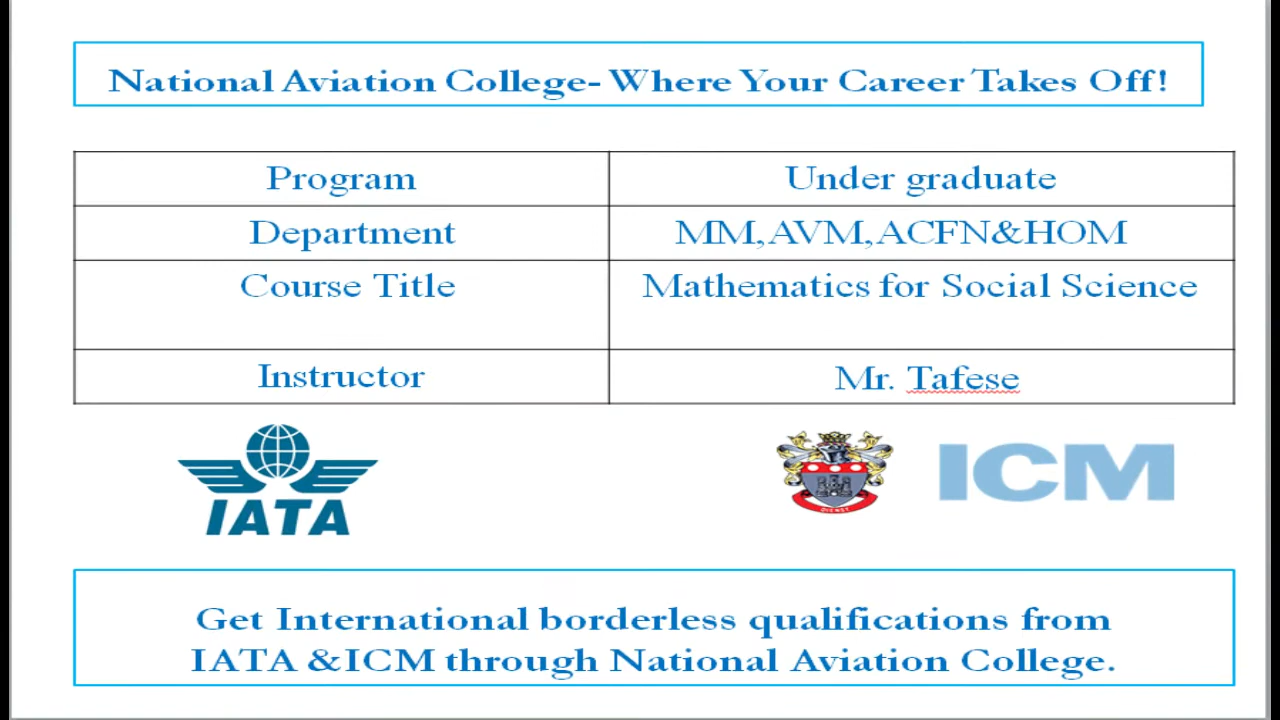 National Aviation College- Where Your Career Takes Off!
Program Under graduate
Department MM,AVM,ACFN&HOM
Course Title Mathematics for Social Science
Instructor Mr. Tafese
IATA
ICM
Get International borderless qualifications from
IATA &ICM through National Aviation College.